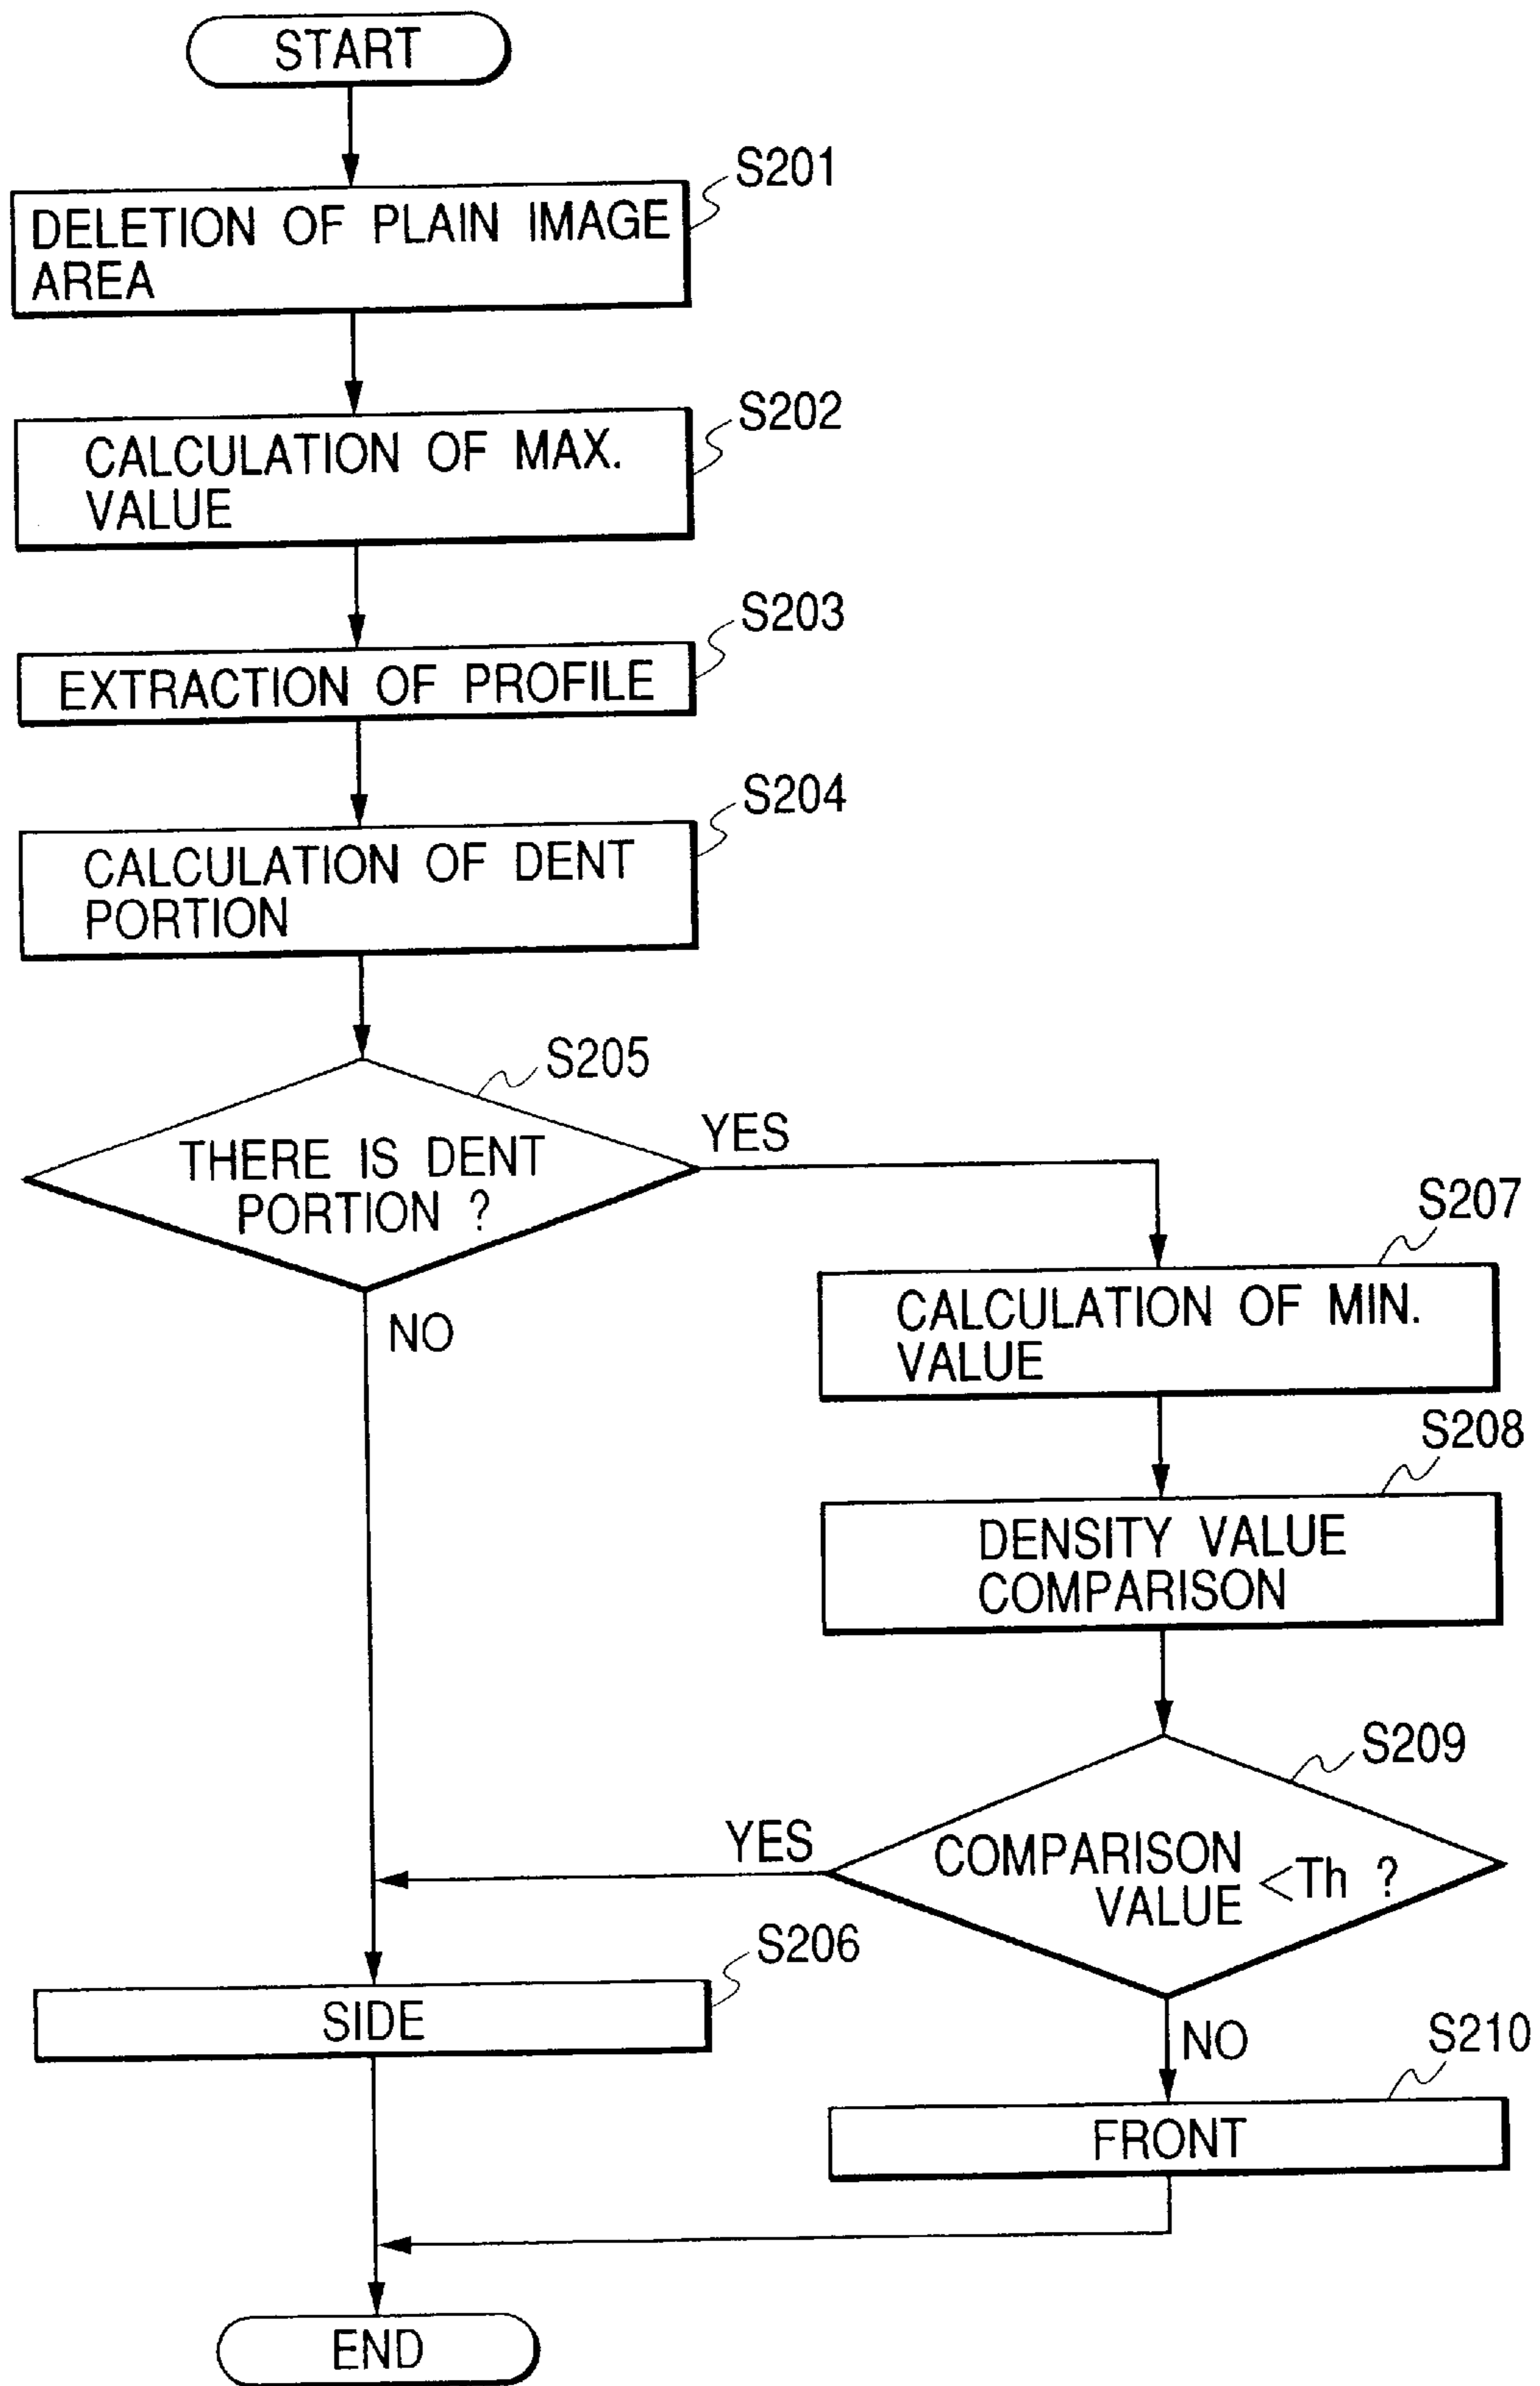 START
S201
DELETION OF PLAIN IMAGE
AREA
S202
CALCULATION OF MAX.
VALUE
S203
EXTRACTION OF PROFILE
S204
CALCULATION OF DENT
PORTION
S205
THERE IS DENT
PORTION ?
YES
NO
S207
CALCULATION OF MIN.
VALUE
S208
DENSITY VALUE
COMPARISON
S209
COMPARISON
VALUE <Th ?
YES
NO
S206
SIDE
S210
FRONT
END